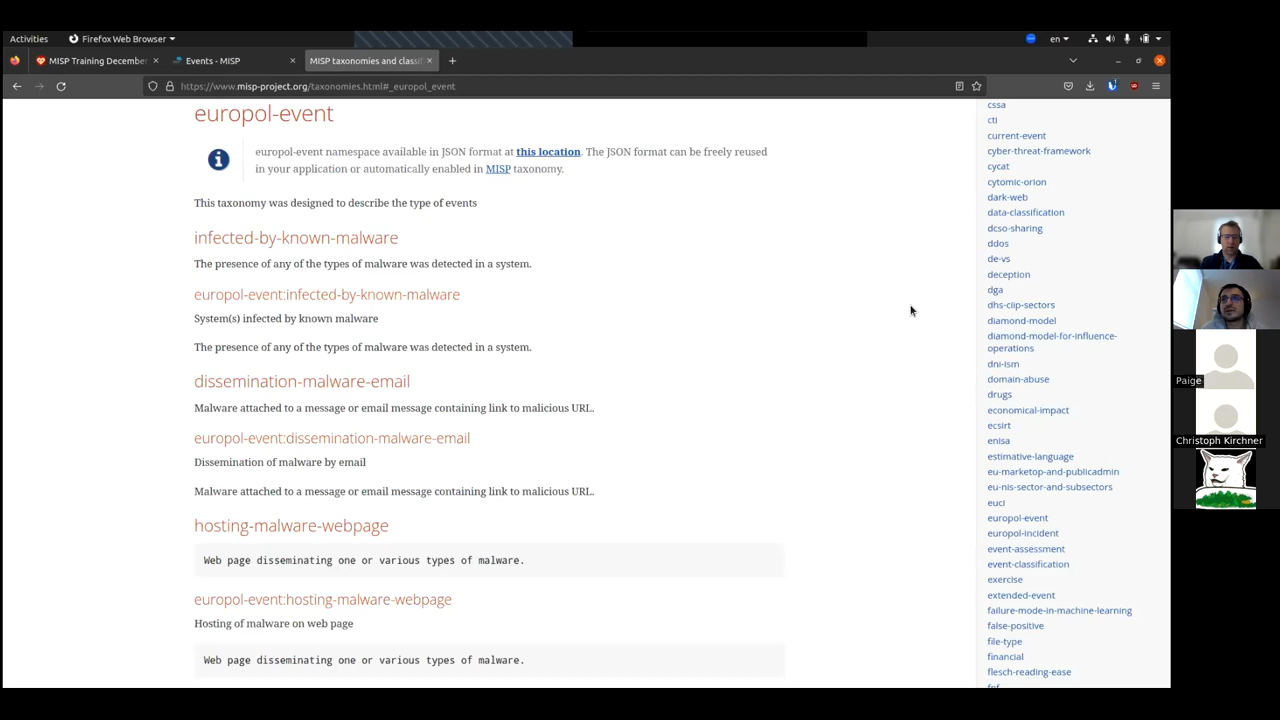 Activities
Firefox Web Browser
en
MISP Training December
Events - MISP
MISP taxonomies and classif
https://www.misp-project.org/taxonomies.html#_europol_event
europol-event
europol-event namespace available in JSON format at this location. The JSON format can be freely reused
in your application or automatically enabled in MISP taxonomy.
This taxonomy was designed to describe the type of events
infected-by-known-malware
The presence of any of the types of malware was detected in a system.
europol-event:infected-by-known-malware
System(s) infected by known malware
The presence of any of the types of malware was detected in a system.
dissemination-malware-email
Malware attached to a message or email message containing link to malicious URL.
europol-event:dissemination-malware-email
Dissemination of malware by email
Malware attached to a message or email message containing link to malicious URL.
hosting-malware-webpage
Web page disseminating one or various types of malware.
europol-event:hosting-malware-webpage
Hosting of malware on web page
Web page disseminating one or various types of malware.
cssa
cti
current-event
cyber-threat-framework
cycat
cytomic-orion
dark-web
data-classification
dcso-sharing
ddos
de-vs
deception
dga
dhs-ciip-sectors
diamond-model
diamond-model-for-influence-
operations
dni-ism
domain-abuse
drugs
economical-impact
ecsirt
enisa
estimative-language
eu-marketop-and-publicadmin
eu-nis-sector-and-subsectors
euci
europol-event
europol-incident
event-assessment
event-classification
exercise
extended-event
failure-mode-in-machine-learning
false-positive
file-type
financial
flesch-reading-ease
Paige
Christoph Kirchner